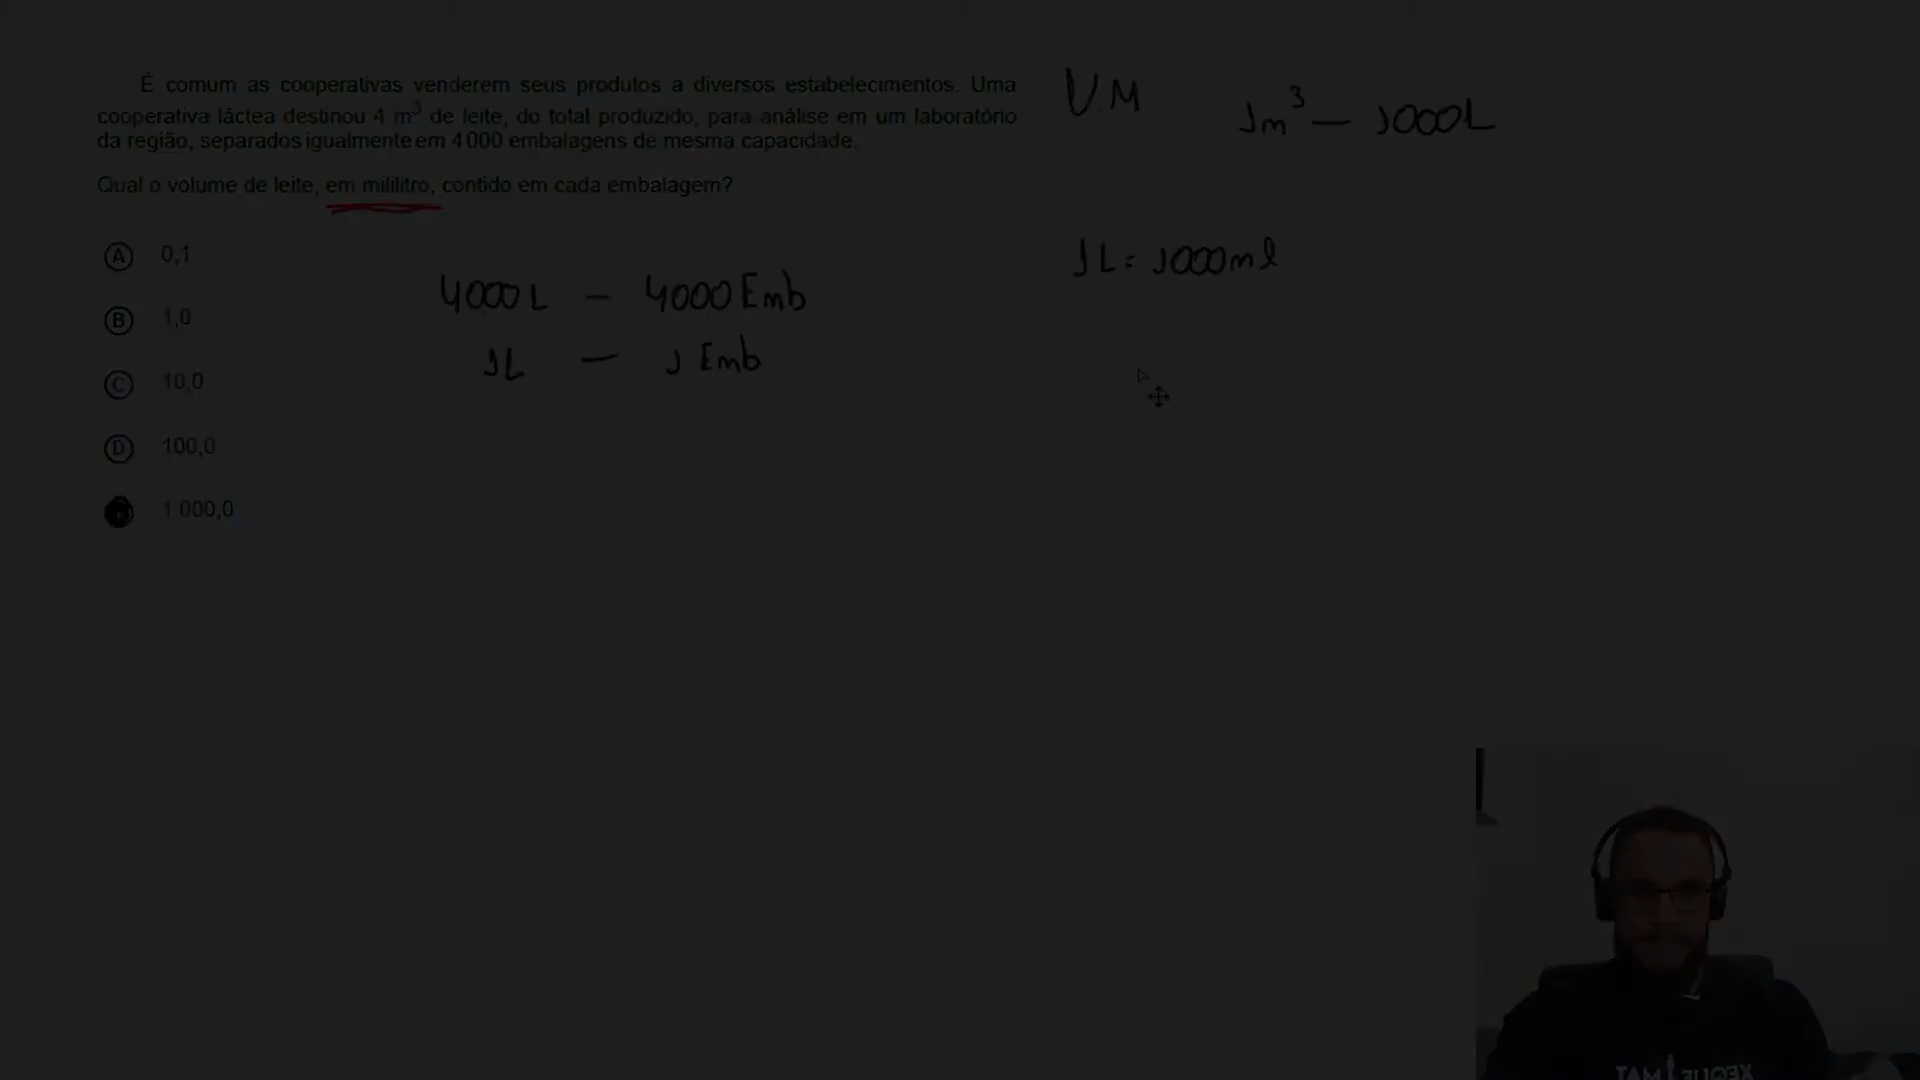 É comum as cooperativas venderem seus produtos a diversos estabelecimentos. Uma
cooperativa láctea destinou 4 m³ de leite, do total produzido, para análise em um laboratório
da região, separados igualmente em 4 000 embalagens de mesma capacidade.
Qual o volume de leite, em mililitro, contido em cada embalagem?
A 0,1
B 1,0
C 10,0
D 100,0
1 000,0
4000L – 4000 Emb
1L – 1 Emb
UM
1m³ — 1000L
1L = 1000ml
XEQUE MAT